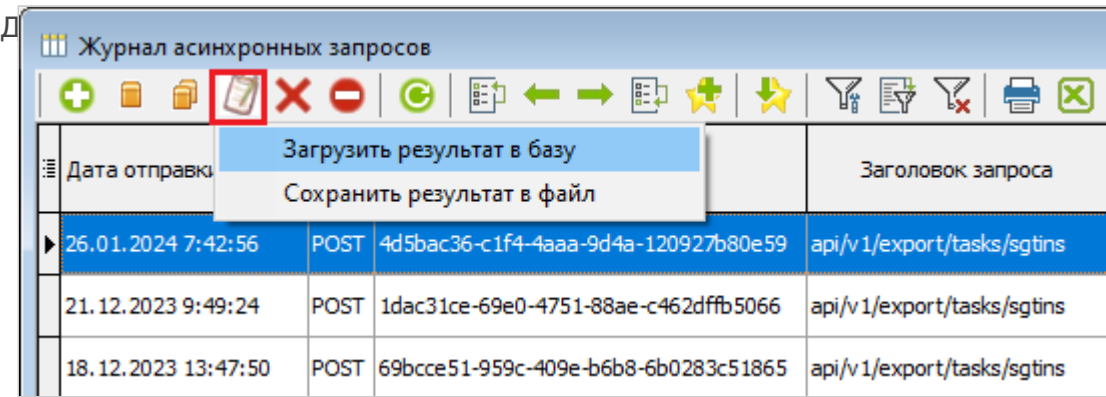 Д
Журнал асинхронных запросов
Загрузить результат в базу
Сохранить результат в файл
Дата отправки Заголовок запроса
26.01.2024 7:42:56 POST 4d5bac36-c1f4-4aaa-9d4a-120927b80e59 api/v1/export/tasks/sgtins
21.12.2023 9:49:24 POST 1dac31ce-69e0-4751-88ae-c462dffb5066 api/v1/export/tasks/sgtins
18.12.2023 13:47:50 POST 69bcce51-959c-409e-b6b8-6b0283c51865 api/v1/export/tasks/sgtins